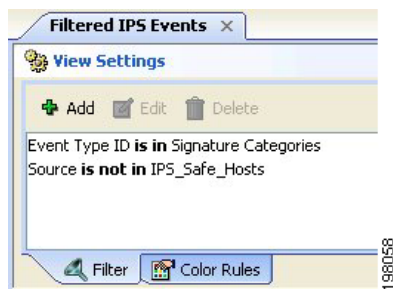 Filtered IPS Events
View Settings
Add Edit Delete
Event Type ID is in Signature Categories
Source is not in IPS_Safe_Hosts
Filter Color Rules
198058